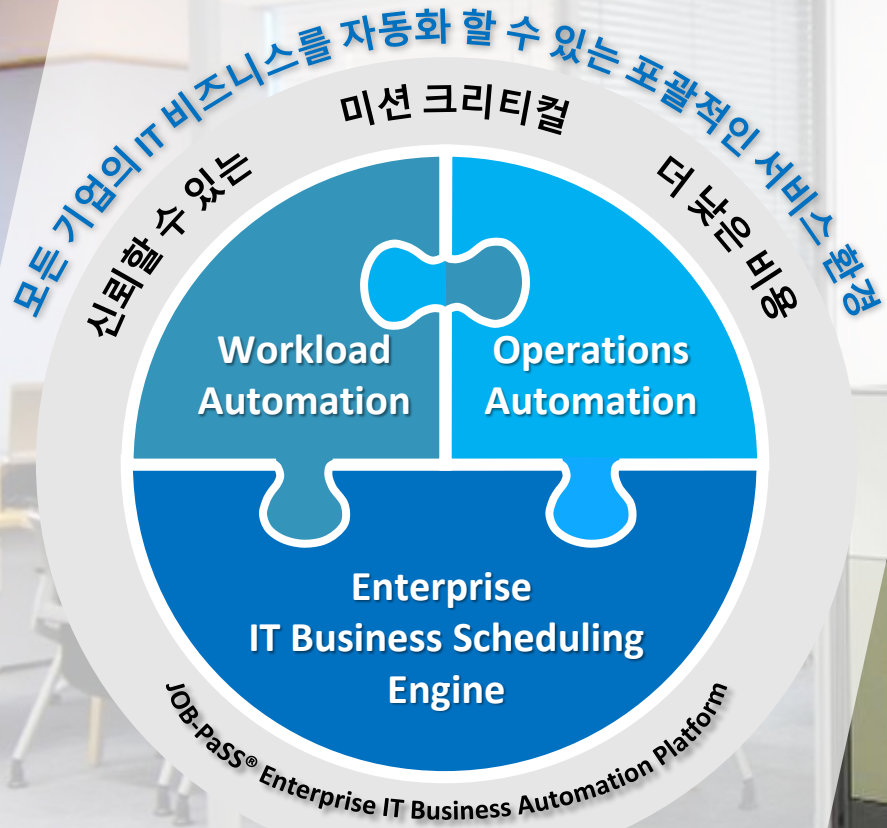 모든 기업의 IT 비즈니스를 자동화 할 수 있는 포괄적인 서비스 환경
신뢰할 수 있는
미션 크리티컬
더 낮은 비용
Workload
Automation
Operations
Automation
Enterprise
IT Business Scheduling
Engine
JOB-PaSS® Enterprise IT Business Automation Platform